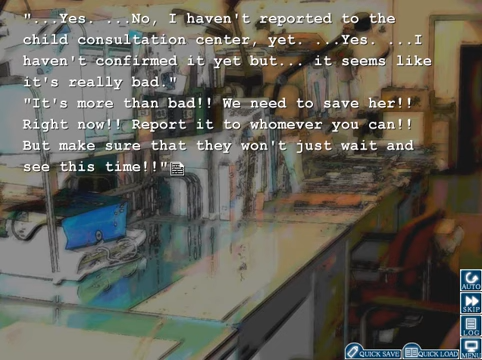 "...Yes. ...No, I haven't reported to the
child consultation center, yet. ...Yes. ...I
haven't confirmed it yet but... it seems like
it's really bad."
"It's more than bad!! We need to save her!!
Right now!! Report it to whomever you can!!
But make sure that they won't just wait and
see this time!!"
AUTO
SKIP
LOG
QUICK SAVE
QUICK LOAD
MENU